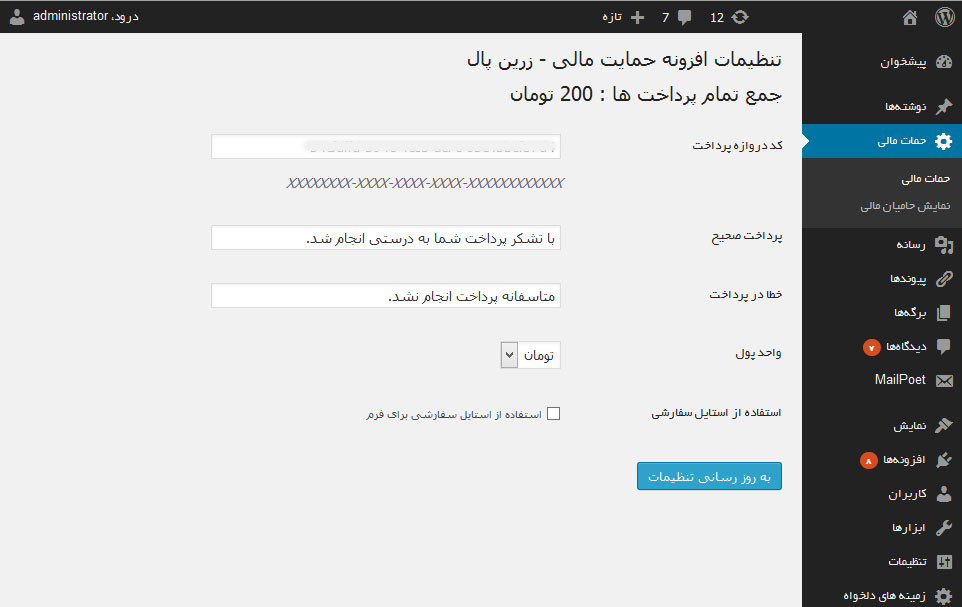 12
7
تازه
درود، administrator
پیشخوان
نوشته‌ها
حمات مالی
حمات مالی
نمایش حامیان مالی
رسانه
پیوندها
برگه‌ها
دیدگاه‌ها ۷
MailPoet
نمایش
افزونه‌ها ۸
کاربران
ابزارها
تنظیمات
زمینه های دلخواه
تنظیمات افزونه حمایت مالی - زرین پال
جمع تمام پرداخت ها : 200 تومان
کد دروازه پرداخت
XXXXXXXX-XXXX-XXXX-XXXX-XXXXXXXXXXXX
پرداخت صحیح
با تشکر پرداخت شما به درستی انجام شد.
خطا در پرداخت
متاسفانه پرداخت انجام نشد.
واحد پول
تومان
استفاده از استایل سفارشی
استفاده از استایل سفارشی برای فرم
به روز رسانی تنظیمات